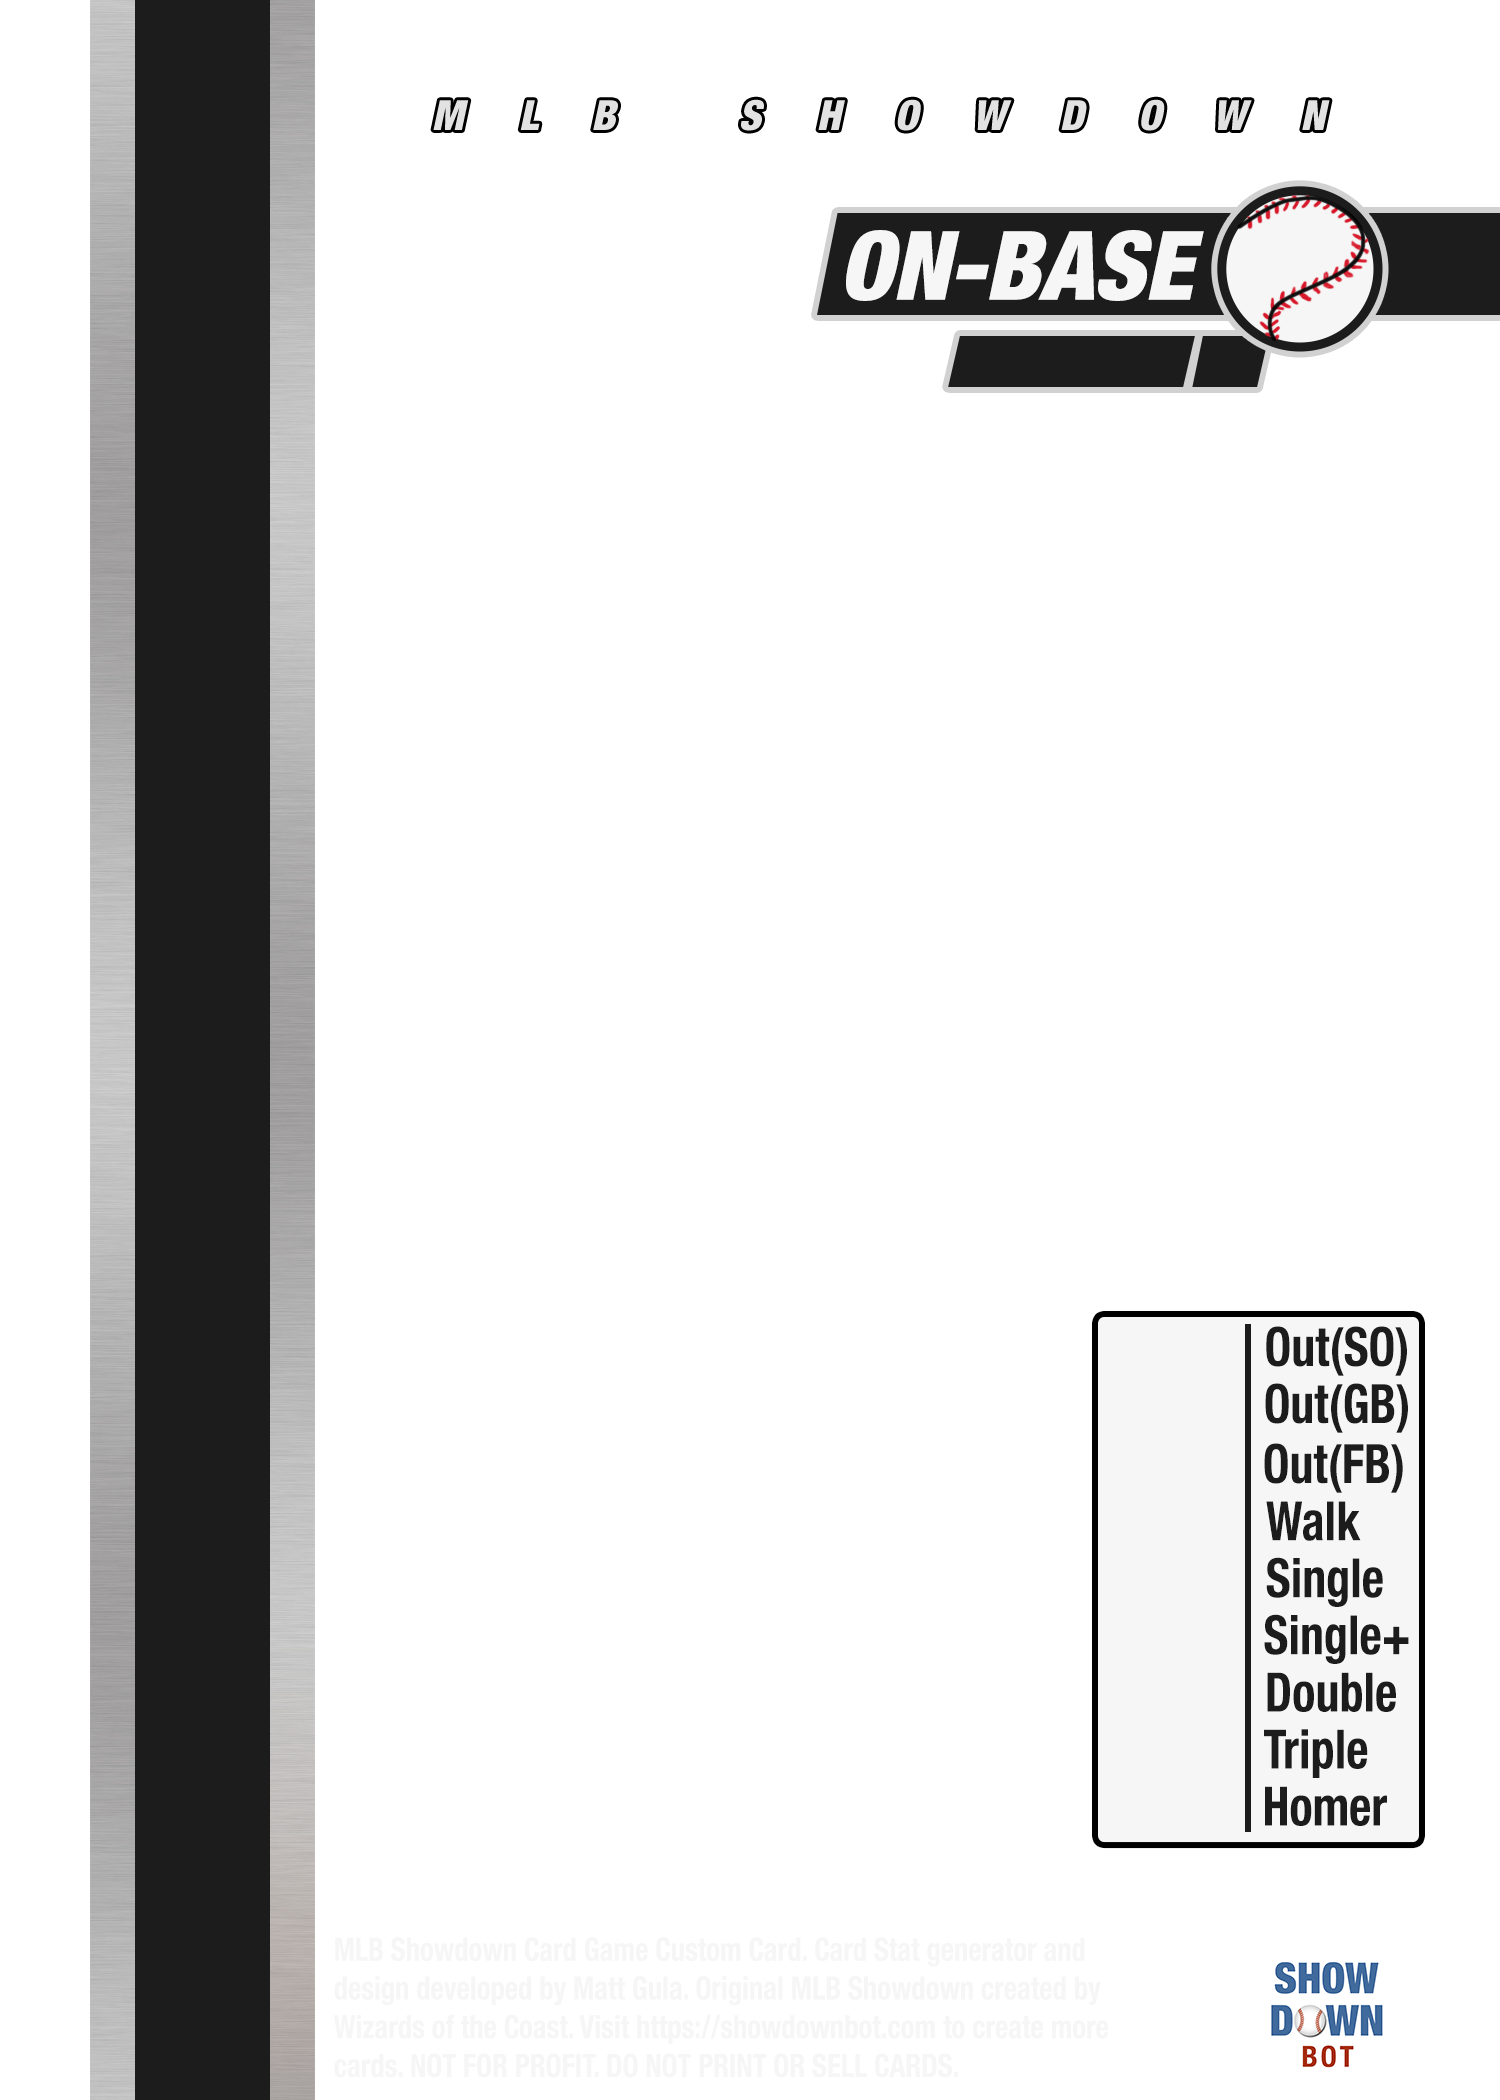 MLB SHOWDOWN
ON-BASE
Out(SO)
Out(GB)
Out(FB)
Walk
Single
Single+
Double
Triple
Homer
MLB Showdown Card Game Custom Card. Card Stat generator and
design developed by Matt Gula. Original MLB Showdown created by
Wizards of the Coast. Visit https://showdownbot.com to create more
cards. NOT FOR PROFIT. DO NOT PRINT OR SELL CARDS.
SHOW
DOWN
BOT